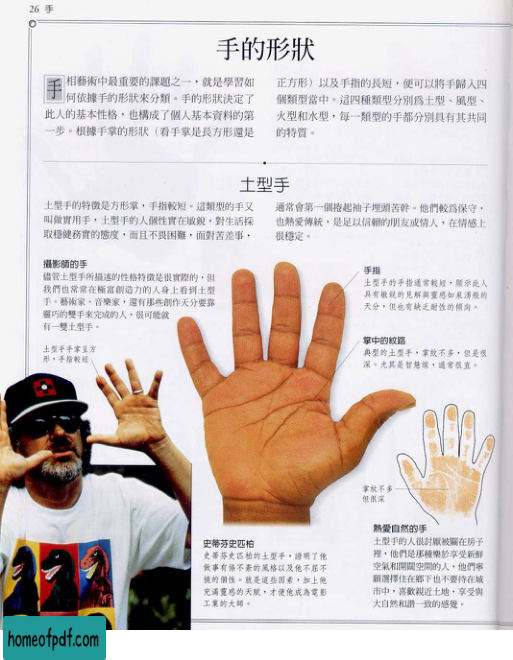 26 手
手的形狀
手相藝術中最重要的課題之一，就是學習如
何依據手的形狀來分類。手的形狀決定了
此人的基本性格，也構成了個人基本資料的第
一步。根據手掌的形狀（看手掌是長方形還是
正方形）以及手指的長短，便可以將手歸入四
個類型當中。這四種類型分別爲土型、風型、
火型和水型，每一類型的手都分別具有其共同
的特質。
土型手
土型手的特徵是方形掌，手指較短。這類型的手又
叫做實用手，土型手的人個性實在敏銳，對生活採
取穩健務實的態度，而且不畏困難，面對苦差事，
通常會第一個捲起袖子埋頭苦幹。他們較爲保守，
也熱愛傳統，是足以信賴的朋友或情人，在情感上
很穩定。
攝影師的手
儘管土型手所描述的性格特徵是很實際的，但
我們也常常在極富創造力的人身上看到土型
手。藝術家、音樂家，還有那些創作天分要靠
靈巧的雙手來完成的人，很可能就
有一雙土型手。
土型手手掌呈方
形，手指較短
手指
土型手的手指通常較短，顯示此人
具有敏銳的見解與靈感如泉湧般的
天分，但也有缺乏耐性的傾向。
掌中的紋路
典型的土型手，掌紋不多，但是很
深。尤其是智慧線，通常很直。
掌紋不多
但很深
史蒂芬史匹柏
史蒂芬史匹柏的土型手，證明了他
做事有條不紊的風格以及他不屈不
撓的個性。就是這些因素，加上他
充滿靈感的天賦，才使他成為電影
工業的大師。
熱愛自然的手
土型手的人很討厭被關在房子
裡，他們是那種樂於享受新鮮
空氣和開闊空間的人，他們寧
願選擇住在鄉下也不要待在城
市中，喜歡親近土地，享受與
大自然和諧一致的感覺。
homeofpdf.com